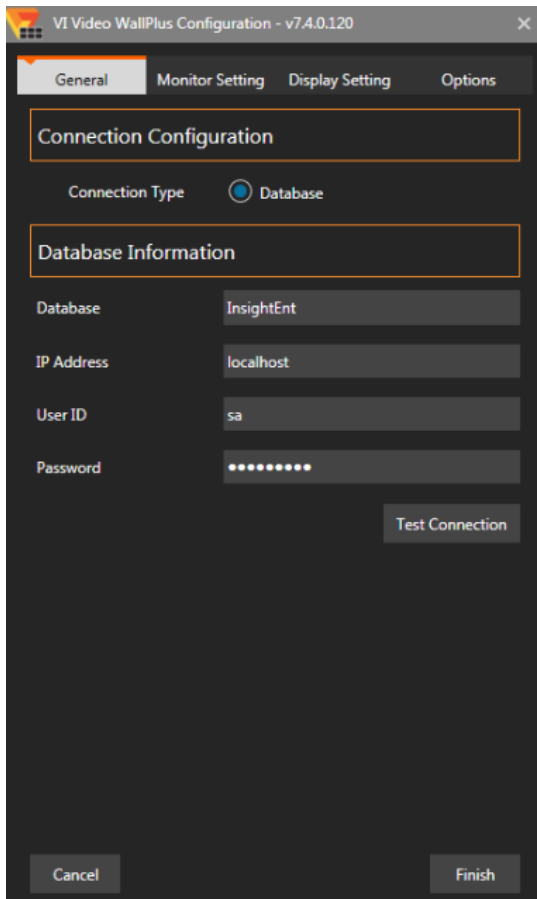 VI Video WallPlus Configuration - v7.4.0.120
General Monitor Setting Display Setting Options
Connection Configuration
Connection Type Database
Database Information
Database InsightEnt
IP Address localhost
User ID sa
Password •••••••••
Test Connection
Cancel Finish